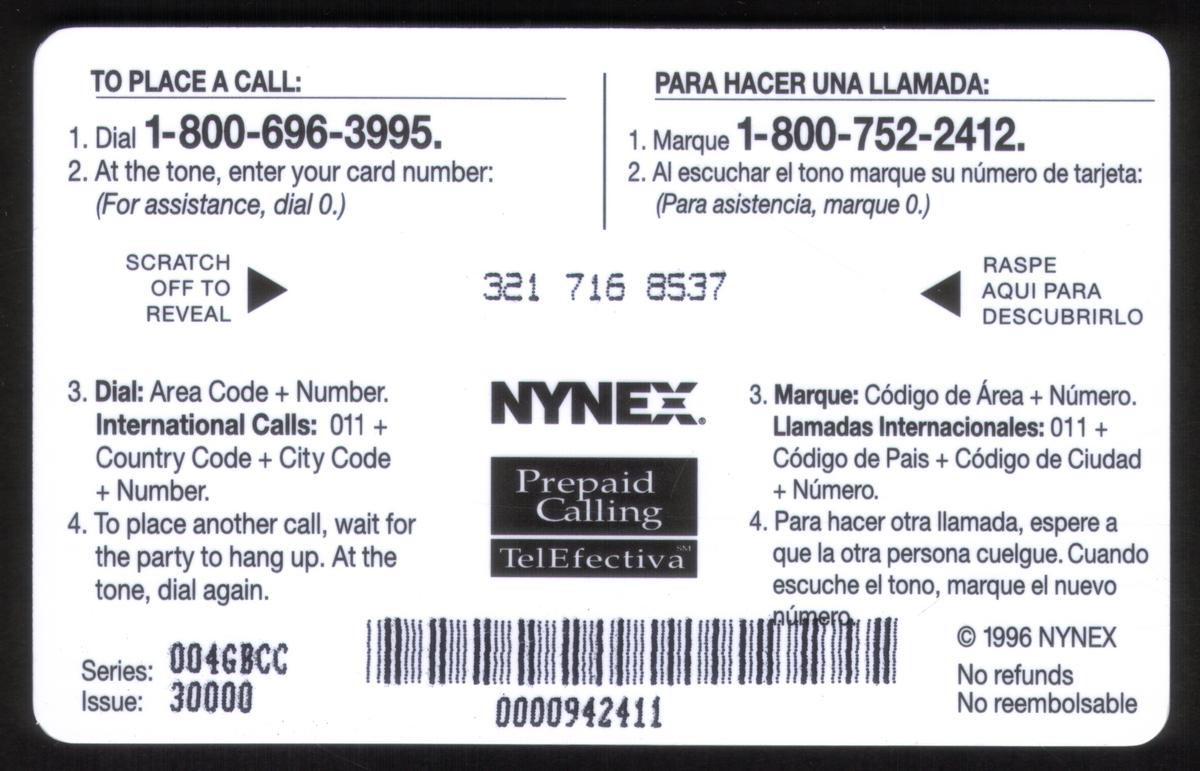 TO PLACE A CALL:
1. Dial 1-800-696-3995.
2. At the tone, enter your card number:
(For assistance, dial 0.)
PARA HACER UNA LLAMADA:
1. Marque 1-800-752-2412.
2. Al escuchar el tono marque su número de tarjeta:
(Para asistencia, marque 0.)
SCRATCH
OFF TO
REVEAL
321 716 8537
RASPE
AQUI PARA
DESCUBRIRLO
3. Dial: Area Code + Number.
International Calls: 011 +
Country Code + City Code
+ Number.
4. To place another call, wait for
the party to hang up. At the
tone, dial again.
NYNEX®
Prepaid
Calling
TelEfectiva℠
3. Marque: Código de Área + Número.
Llamadas Internacionales: 011 +
Código de Pais + Código de Ciudad
+ Número.
4. Para hacer otra llamada, espere a
que la otra persona cuelgue. Cuando
escuche el tono, marque el nuevo
número.
Series: 004GBCC
Issue: 30000
0000942411
© 1996 NYNEX
No refunds
No reembolsable